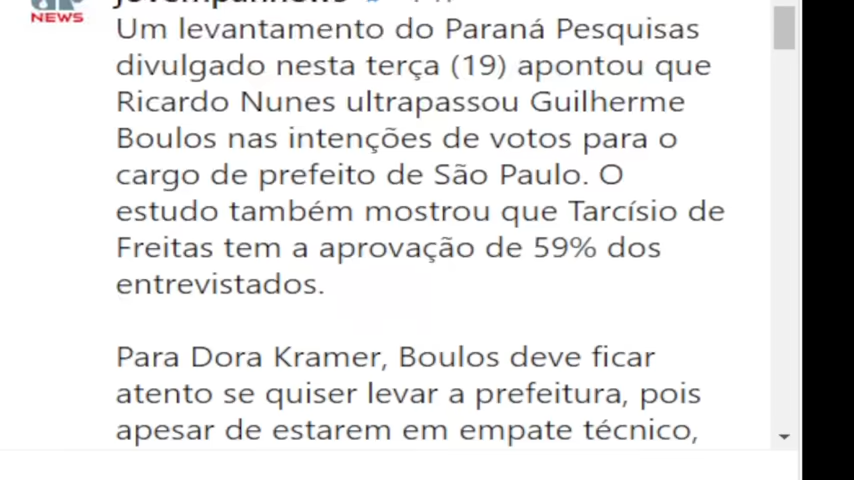 NEWS
Um levantamento do Paraná Pesquisas
divulgado nesta terça (19) apontou que
Ricardo Nunes ultrapassou Guilherme
Boulos nas intenções de votos para o
cargo de prefeito de São Paulo. O
estudo também mostrou que Tarcísio de
Freitas tem a aprovação de 59% dos
entrevistados.
Para Dora Kramer, Boulos deve ficar
atento se quiser levar a prefeitura, pois
apesar de estarem em empate técnico,